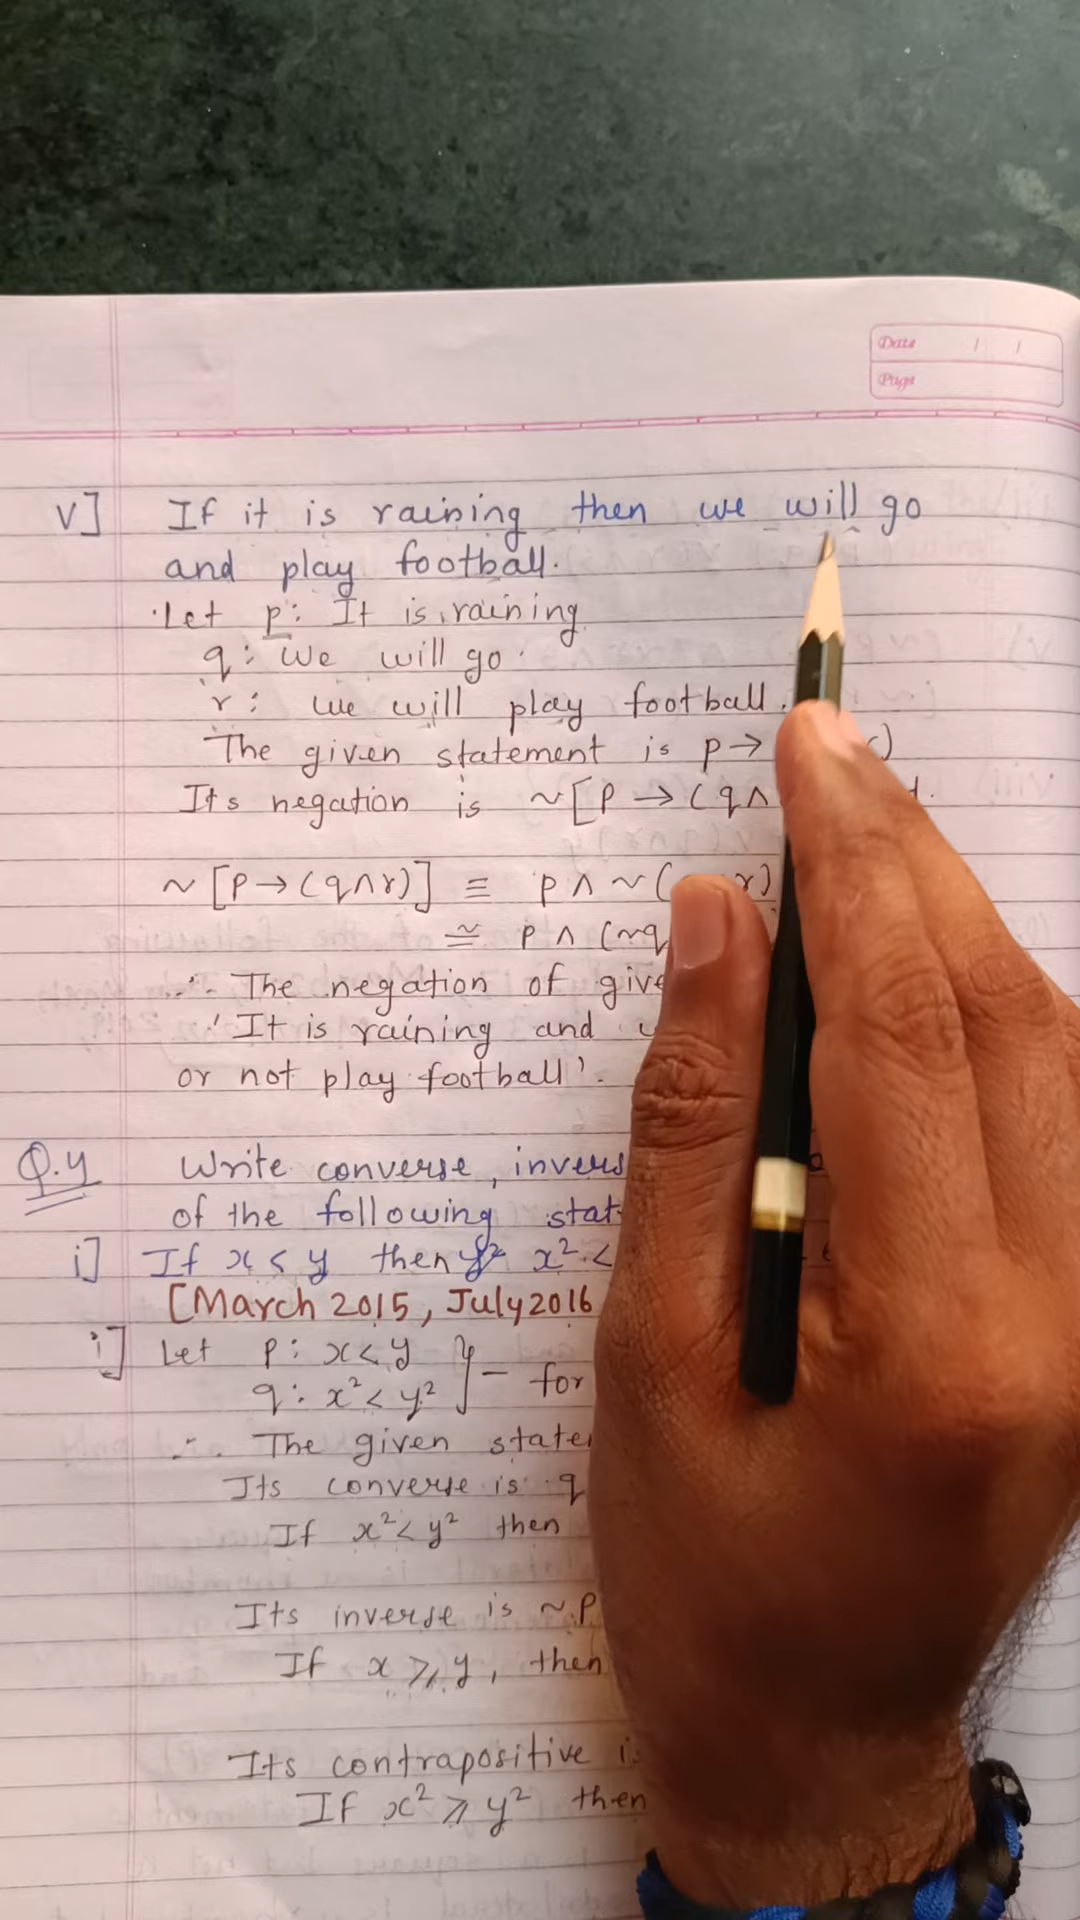 Date / /
Page
v] If it is raining then we will go
and play football.
Let p: It is raining
q: We will go.
r: we will play football.
The given statement is p→ )
Its negation is ~[p → (q∧ t.
~[p→(q∧r)] ≡ p∧~( r)
≅ p ∧ (~q
∴ The negation of give
'It is raining and
or not play football'.
Q.4 Write converse, invers
of the following stat
i] If x < y then x² <
[March 2015, July 2016
i] Let p: x < y
q: x² < y² } - for
∴ The given state
Its converse is q
If x² < y² then
Its inverse is ~p
If x ⩾ y, then
Its contrapositive is
If x² ⩾ y² then